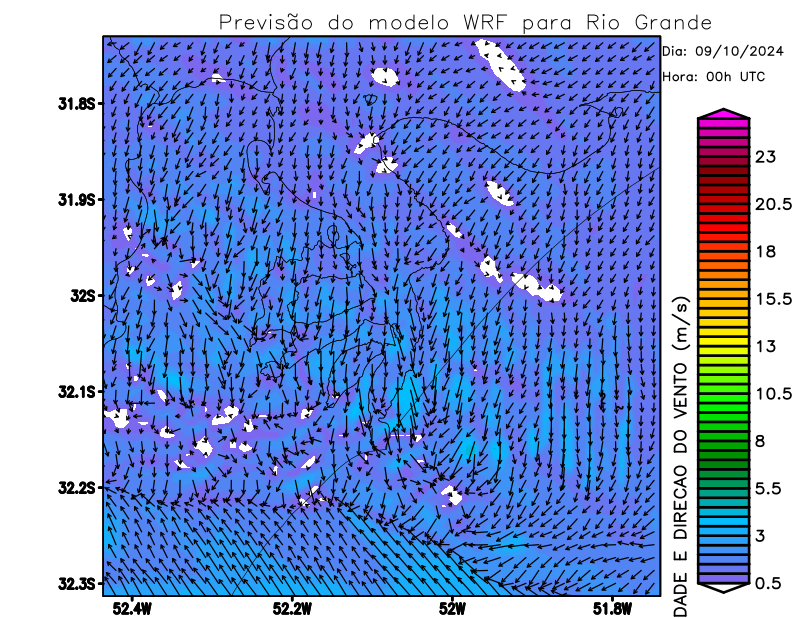 Previsão do modelo WRF para Rio Grande
Dia: 09/10/2024
Hora: 00h UTC
31.8S
31.9S
32S
32.1S
32.2S
32.3S
52.4W
52.2W
52W
51.8W
DADE E DIRECAO DO VENTO (m/s)
23
20.5
18
15.5
13
10.5
8
5.5
3
0.5